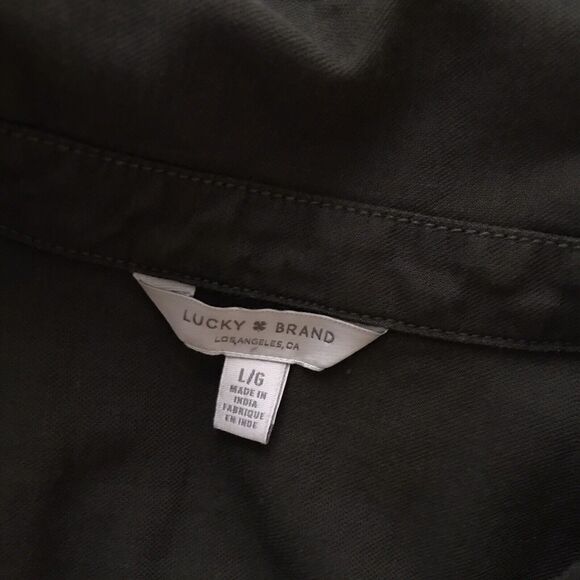 LUCKY BRAND
LOS ANGELES, CA
L/G
MADE IN
INDIA
FABRIQUE
EN INDE